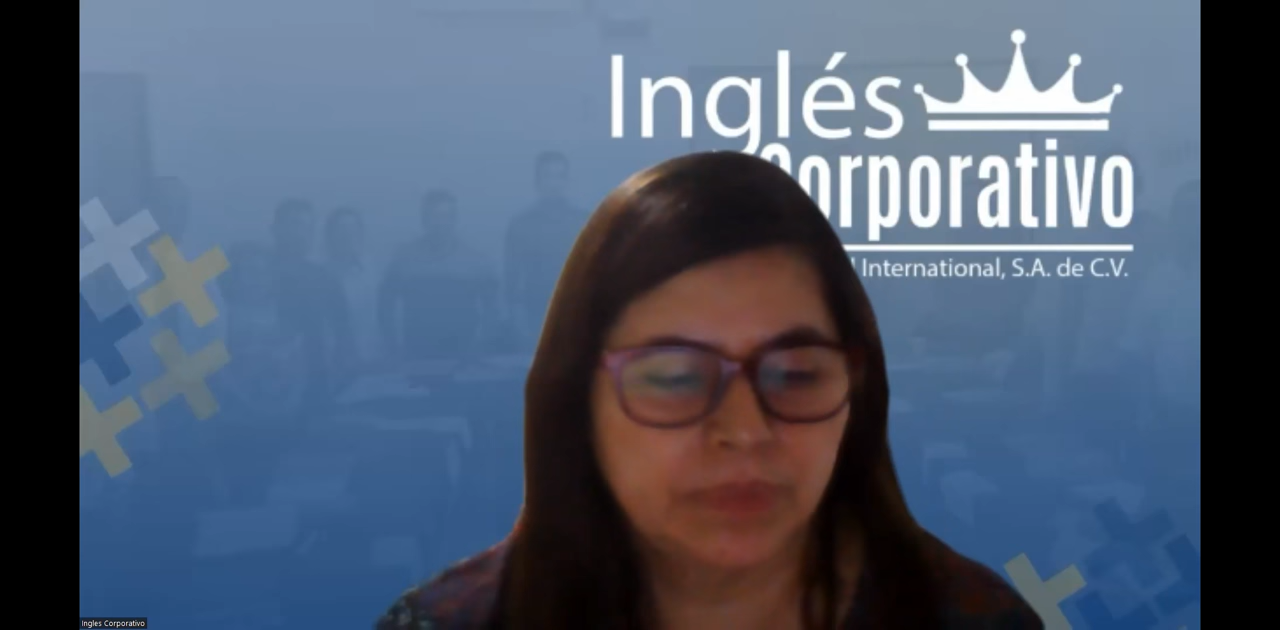 Inglés
Corporativo
International, S.A. de C.V.
Ingles Corporativo